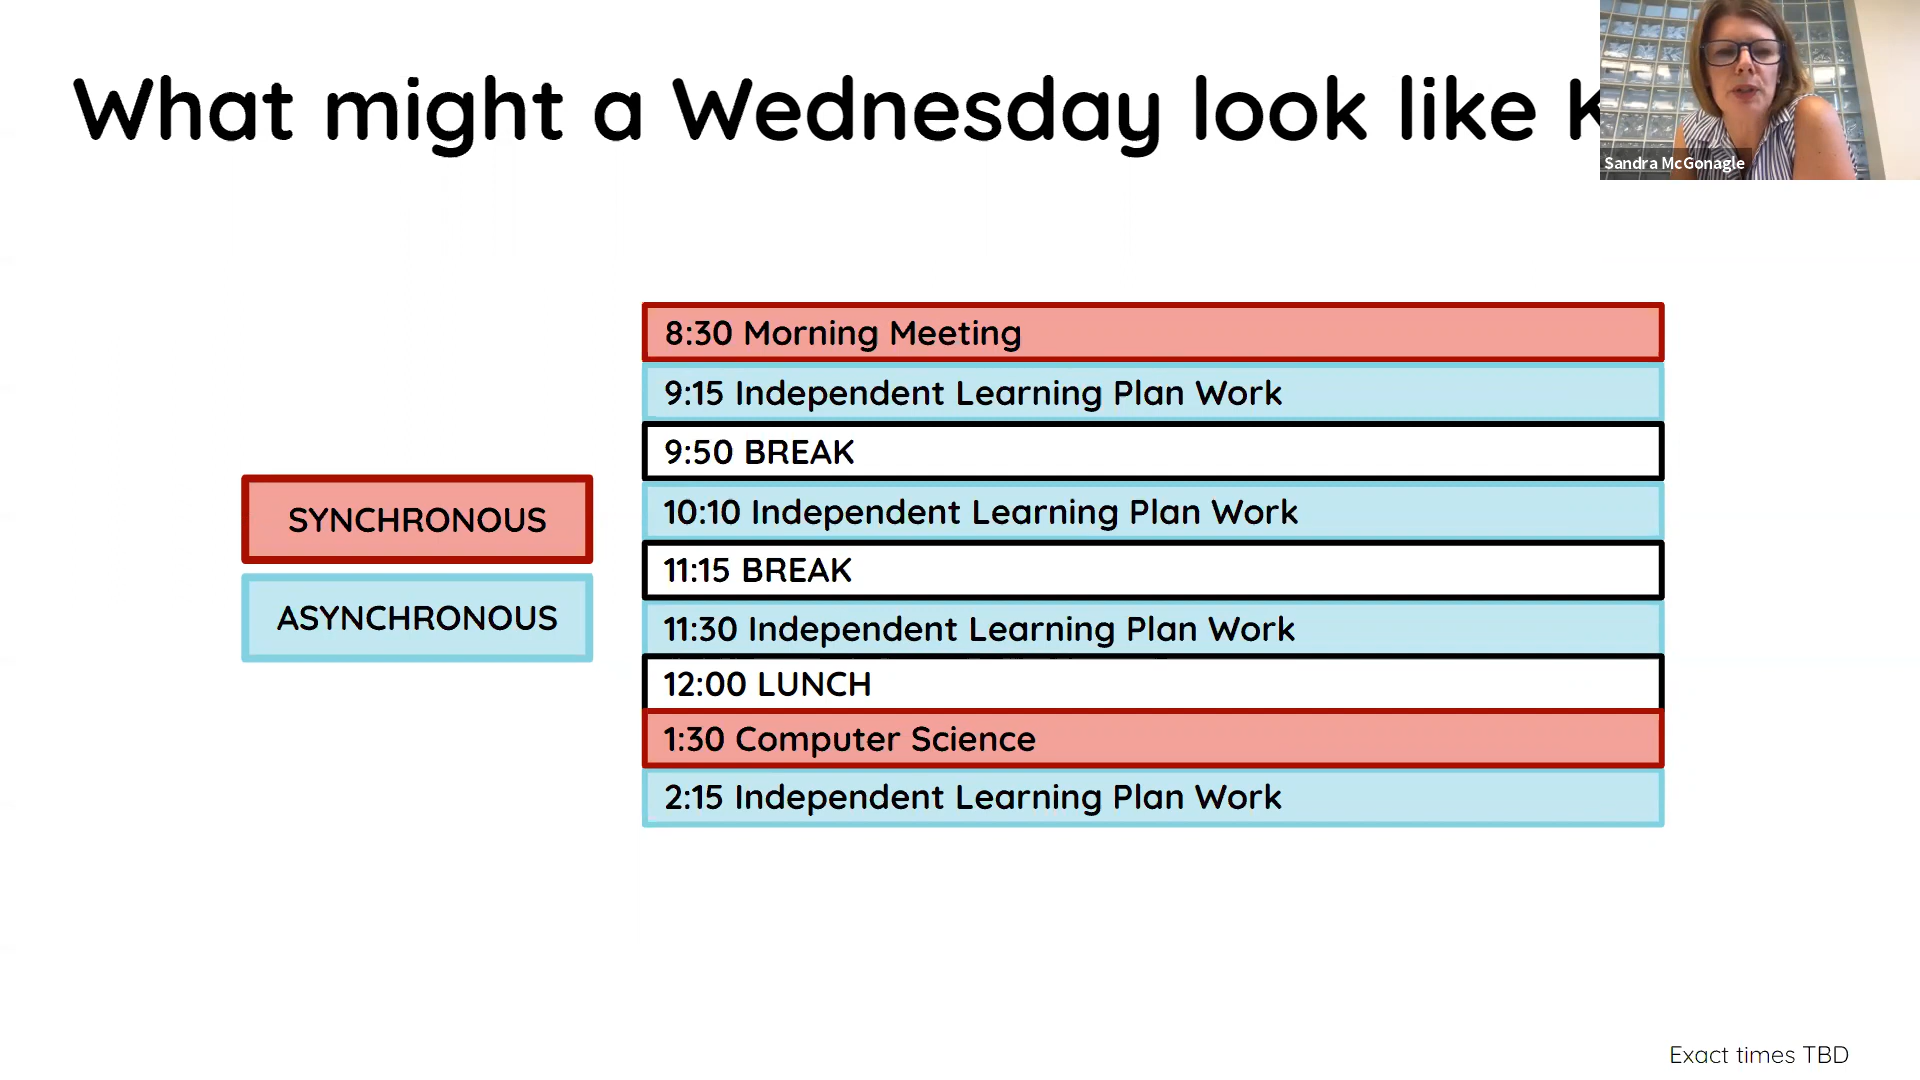 What might a Wednesday look like K
Sandra McGonagle
8:30 Morning Meeting
9:15 Independent Learning Plan Work
9:50 BREAK
10:10 Independent Learning Plan Work
11:15 BREAK
11:30 Independent Learning Plan Work
12:00 LUNCH
1:30 Computer Science
2:15 Independent Learning Plan Work
SYNCHRONOUS
ASYNCHRONOUS
Exact times TBD